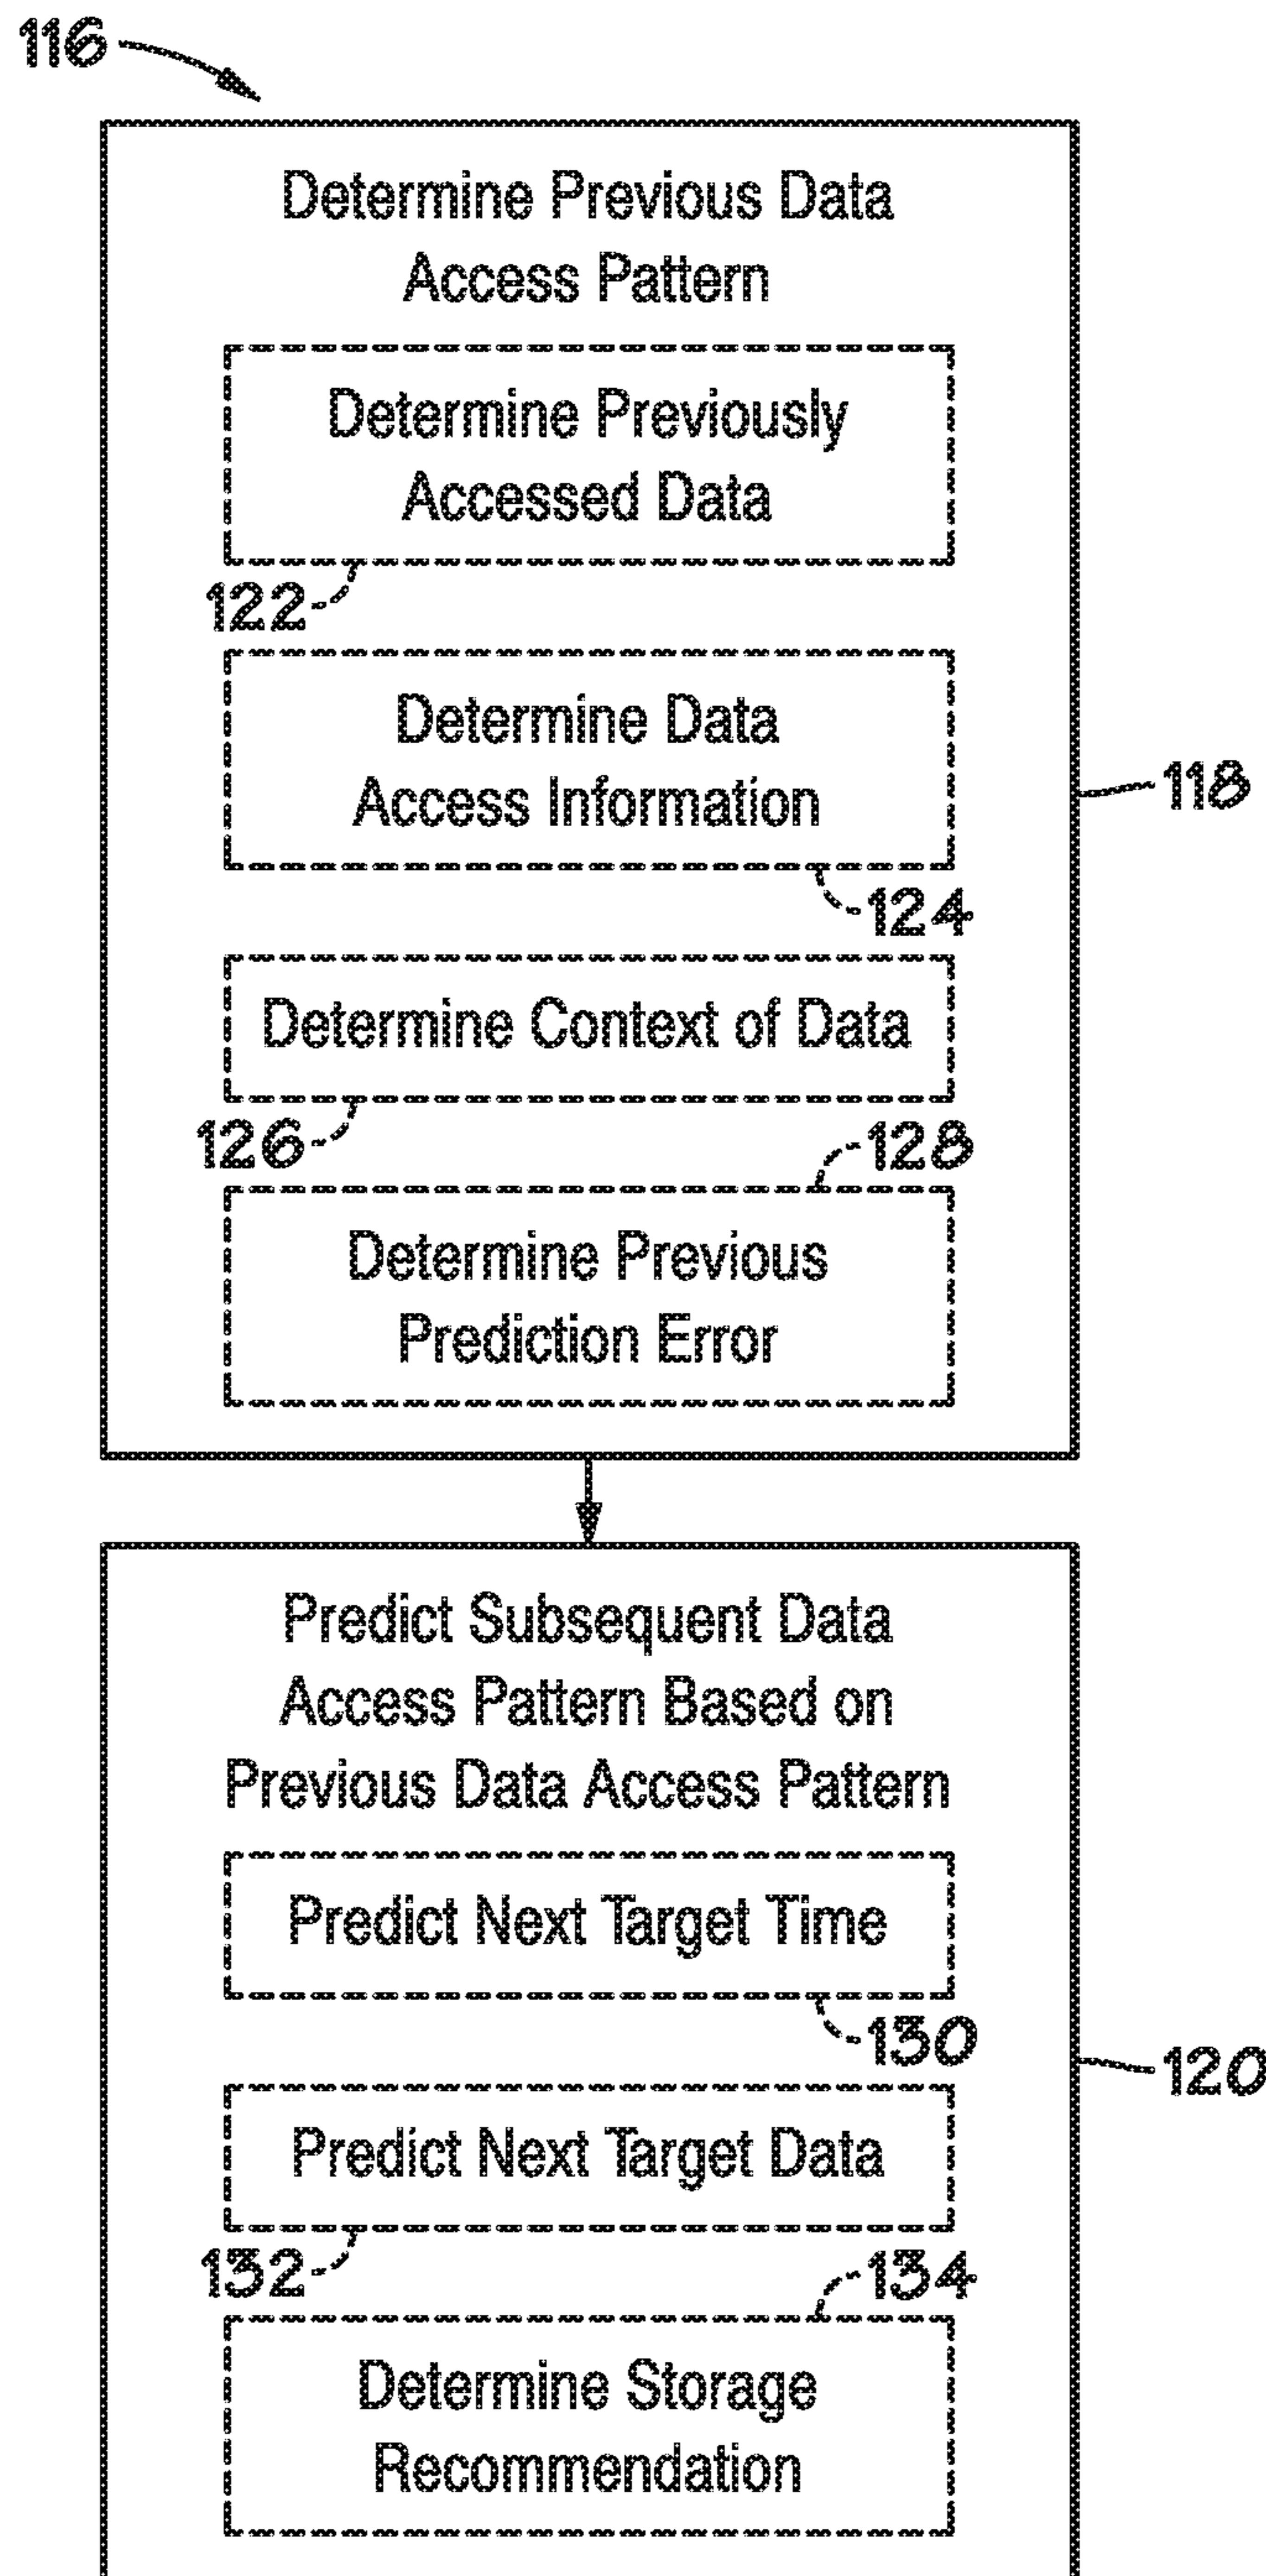 116
Determine Previous Data
Access Pattern
Determine Previously
Accessed Data
122
Determine Data
Access Information
118
124
Determine Context of Data
126
128
Determine Previous
Prediction Error
Predict Subsequent Data
Access Pattern Based on
Previous Data Access Pattern
Predict Next Target Time
130
120
Predict Next Target Data
132
134
Determine Storage
Recommendation